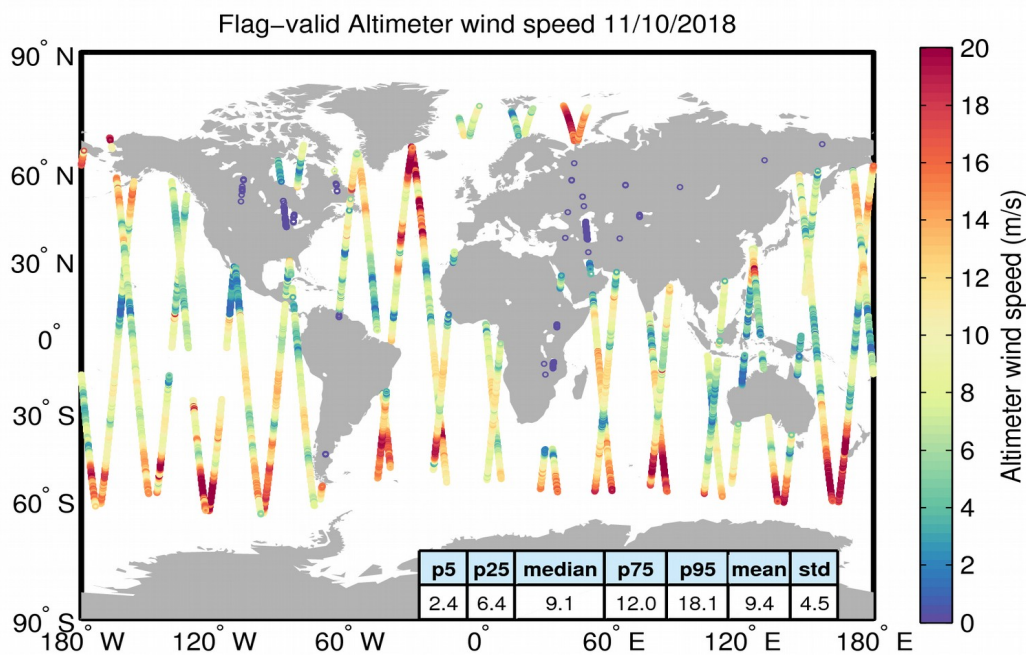 Flag−valid Altimeter wind speed 11/10/2018
90° N
60° N
30° N
0°
30° S
60° S
90° S
180° W
120° W
60° W
0°
60° E
120° E
180° E
p5 p25 median p75 p95 mean std
2.4 6.4 9.1 12.0 18.1 9.4 4.5
20
18
16
14
12
10
8
6
4
2
0
Altimeter wind speed (m/s)